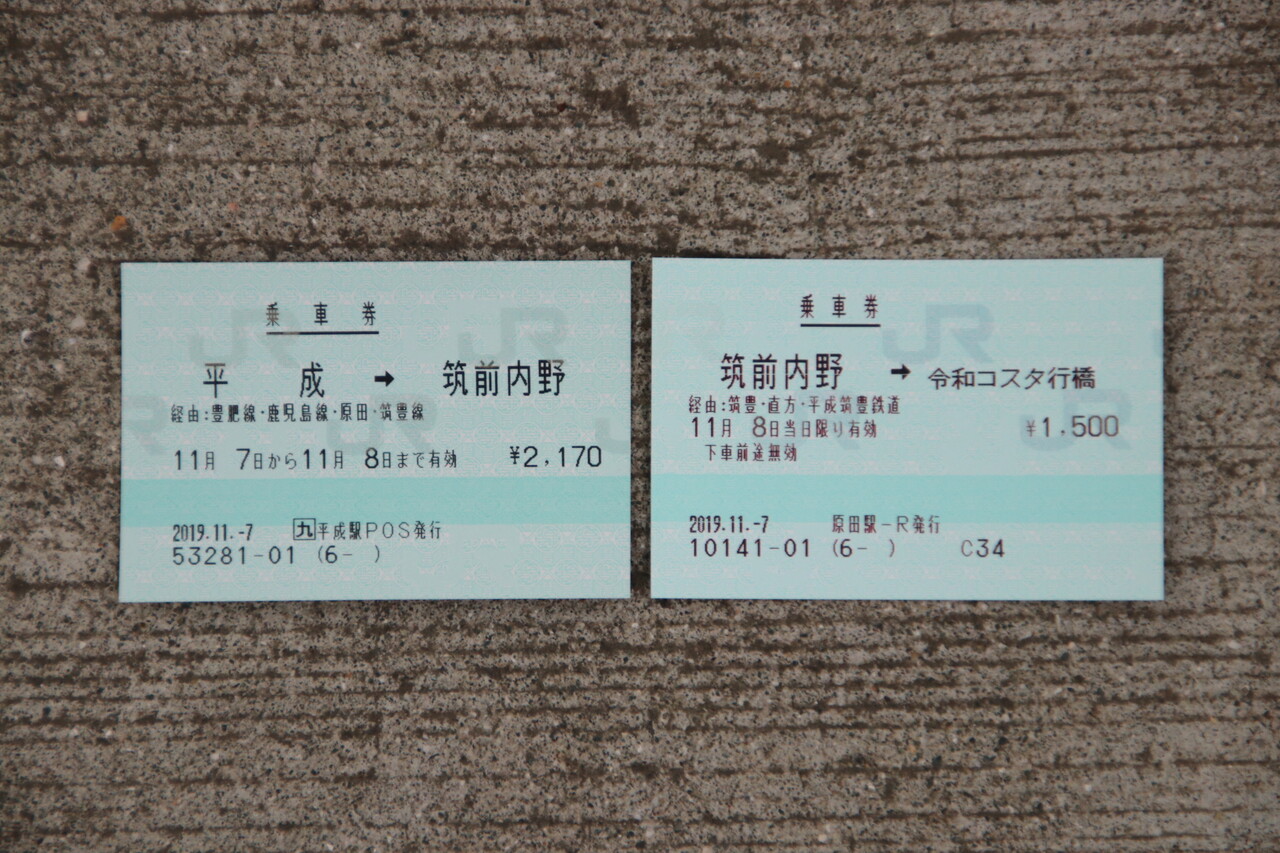 乗車券
平成 → 筑前内野
経由:豊肥線・鹿児島線・原田・筑豊線
11月 7日から11月 8日まで有効 ¥2,170
2019.11.-7 九平成駅POS発行
53281-01 (6- )
乗車券
筑前内野 → 令和コスタ行橋
経由:筑豊・直方・平成筑豊鉄道
11月 8日当日限り有効 ¥1,500
下車前途無効
2019.11.-7 原田駅-R発行
10141-01 (6- ) C34